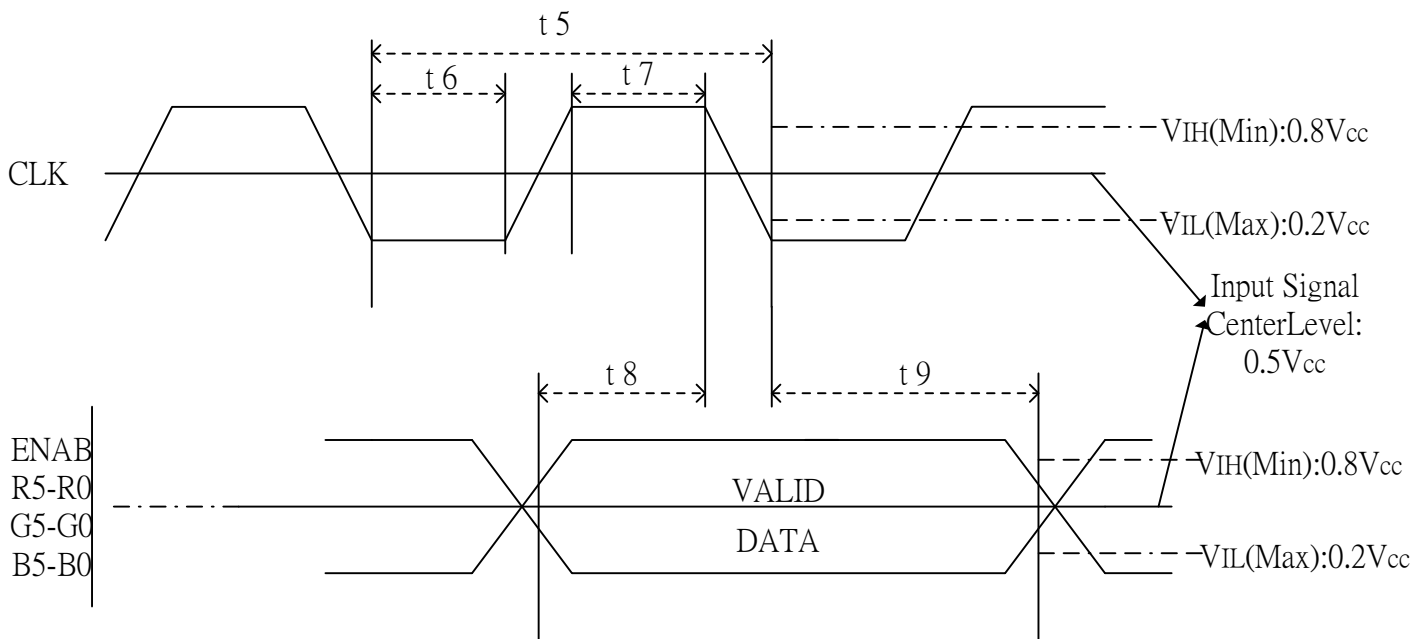 t 5
t 6
t 7
VIH(Min):0.8Vcc
CLK
VIL(Max):0.2Vcc
Input Signal
CenterLevel:
0.5Vcc
t 8
t 9
ENAB
VIH(Min):0.8Vcc
R5-R0
VALID
G5-G0
DATA
B5-B0
VIL(Max):0.2Vcc